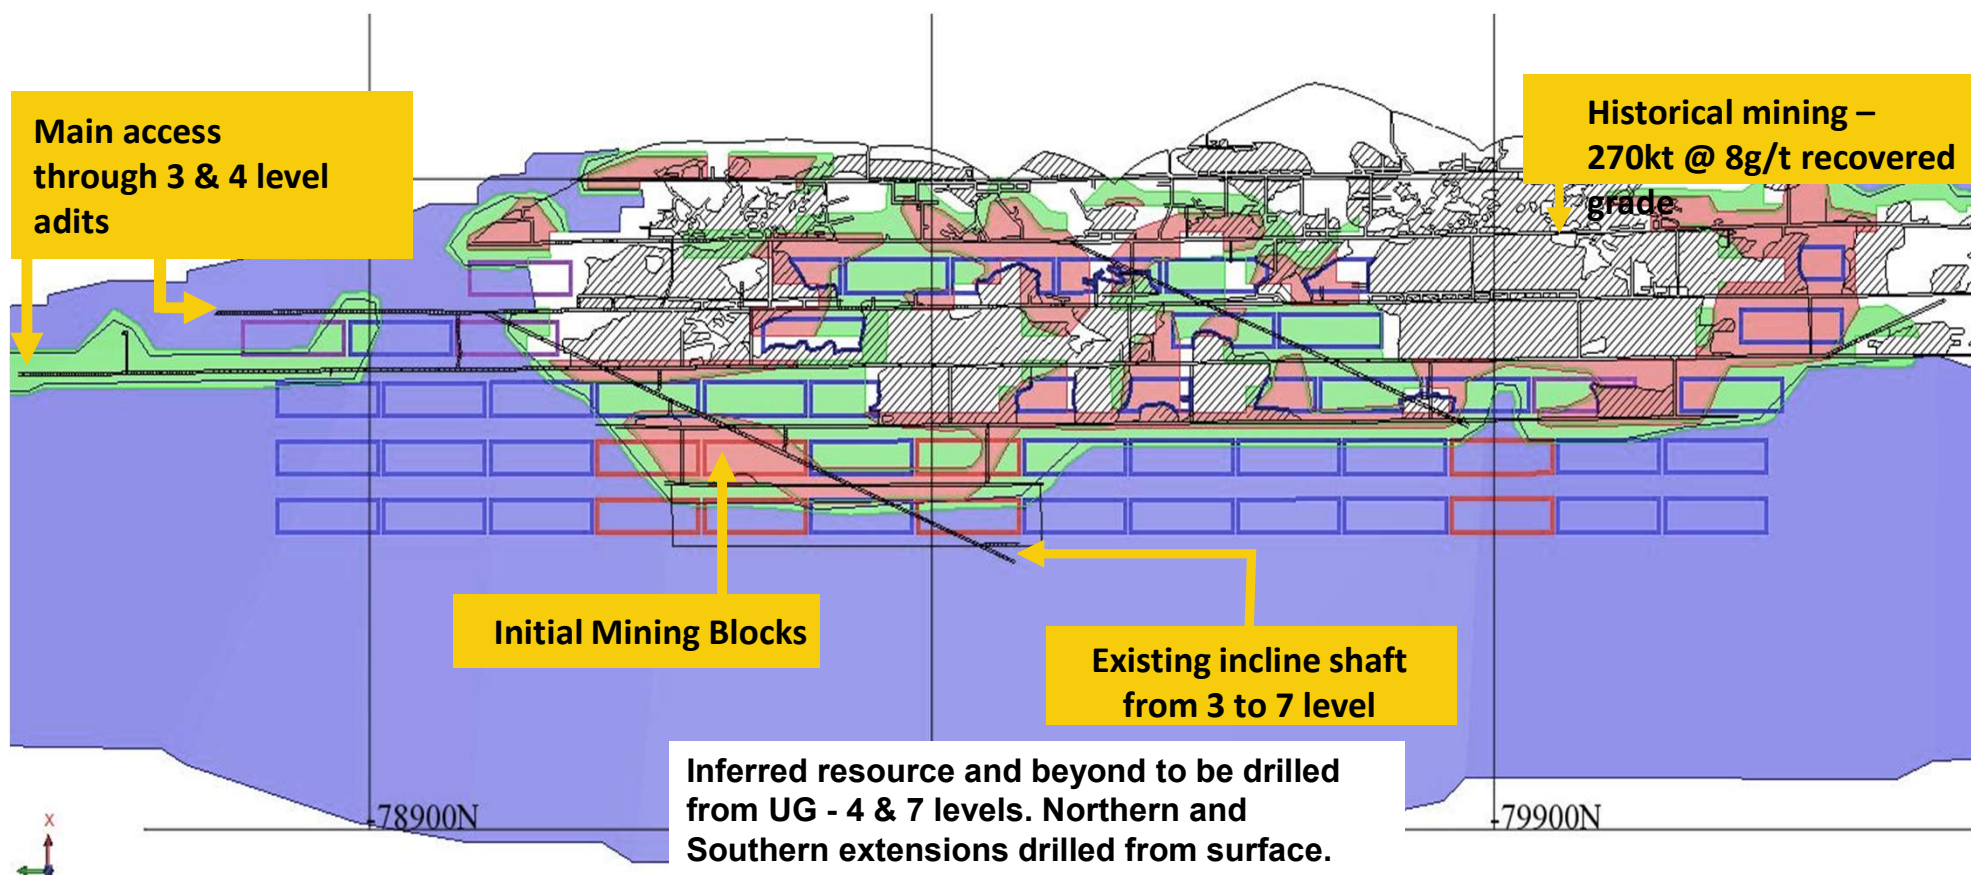 Main access
through 3 & 4 level
adits
Historical mining –
270kt @ 8g/t recovered
grade
Initial Mining Blocks
Existing incline shaft
from 3 to 7 level
Inferred resource and beyond to be drilled
from UG - 4 & 7 levels. Northern and
Southern extensions drilled from surface.
-78900N
-79900N
X